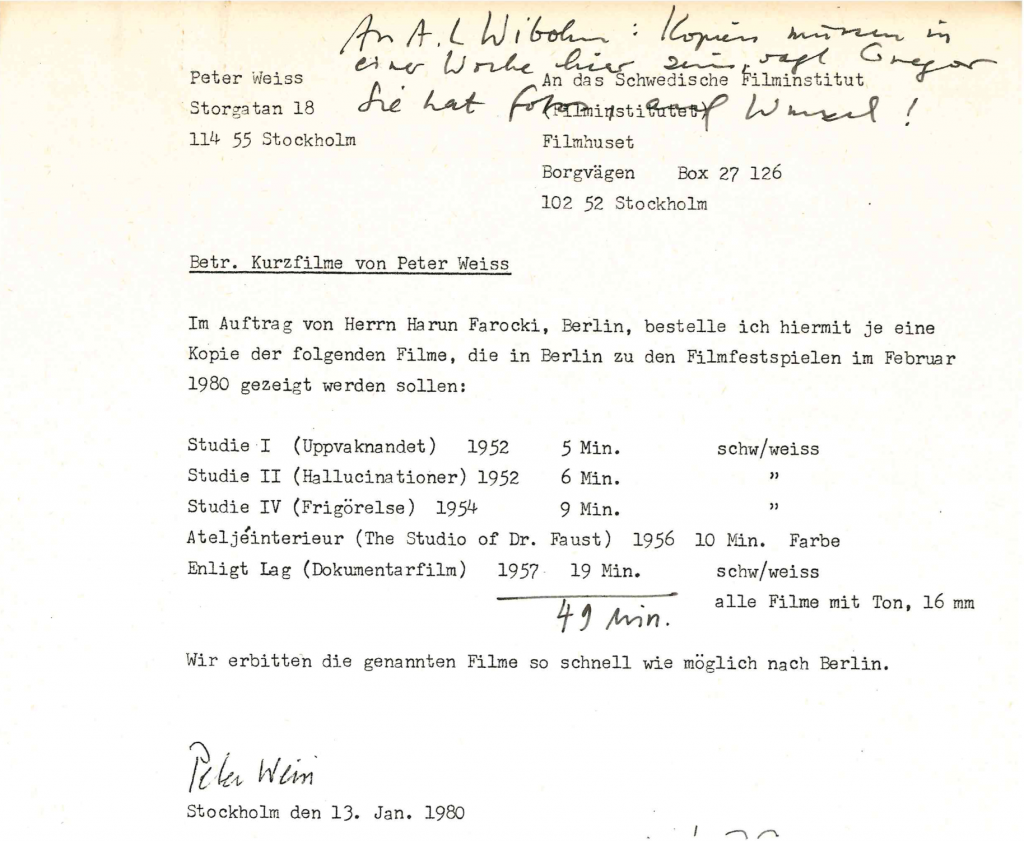 An A. L Wibohm : Kopien müssen in
einer Woche hier sein, sagt Gregor
Sie hat Fotos, !
Peter Weiss
Storgatan 18
114 55 Stockholm
An das Schwedische Filminstitut
(Filminstitutet)
Filmhuset
Borgvägen Box 27 126
102 52 Stockholm
Betr. Kurzfilme von Peter Weiss
Im Auftrag von Herrn Harun Farocki, Berlin, bestelle ich hiermit je eine
Kopie der folgenden Filme, die in Berlin zu den Filmfestspielen im Februar
1980 gezeigt werden sollen:
Studie I (Uppvaknandet) 1952 5 Min. schw/weiss
Studie II (Hallucinationer) 1952 6 Min. "
Studie IV (Frigörelse) 1954 9 Min. "
Ateljéinterieur (The Studio of Dr. Faust) 1956 10 Min. Farbe
Enligt Lag (Dokumentarfilm) 1957 19 Min. schw/weiss
alle Filme mit Ton, 16 mm
49 Min.
Wir erbitten die genannten Filme so schnell wie möglich nach Berlin.
Peter Weiss
Stockholm den 13. Jan. 1980